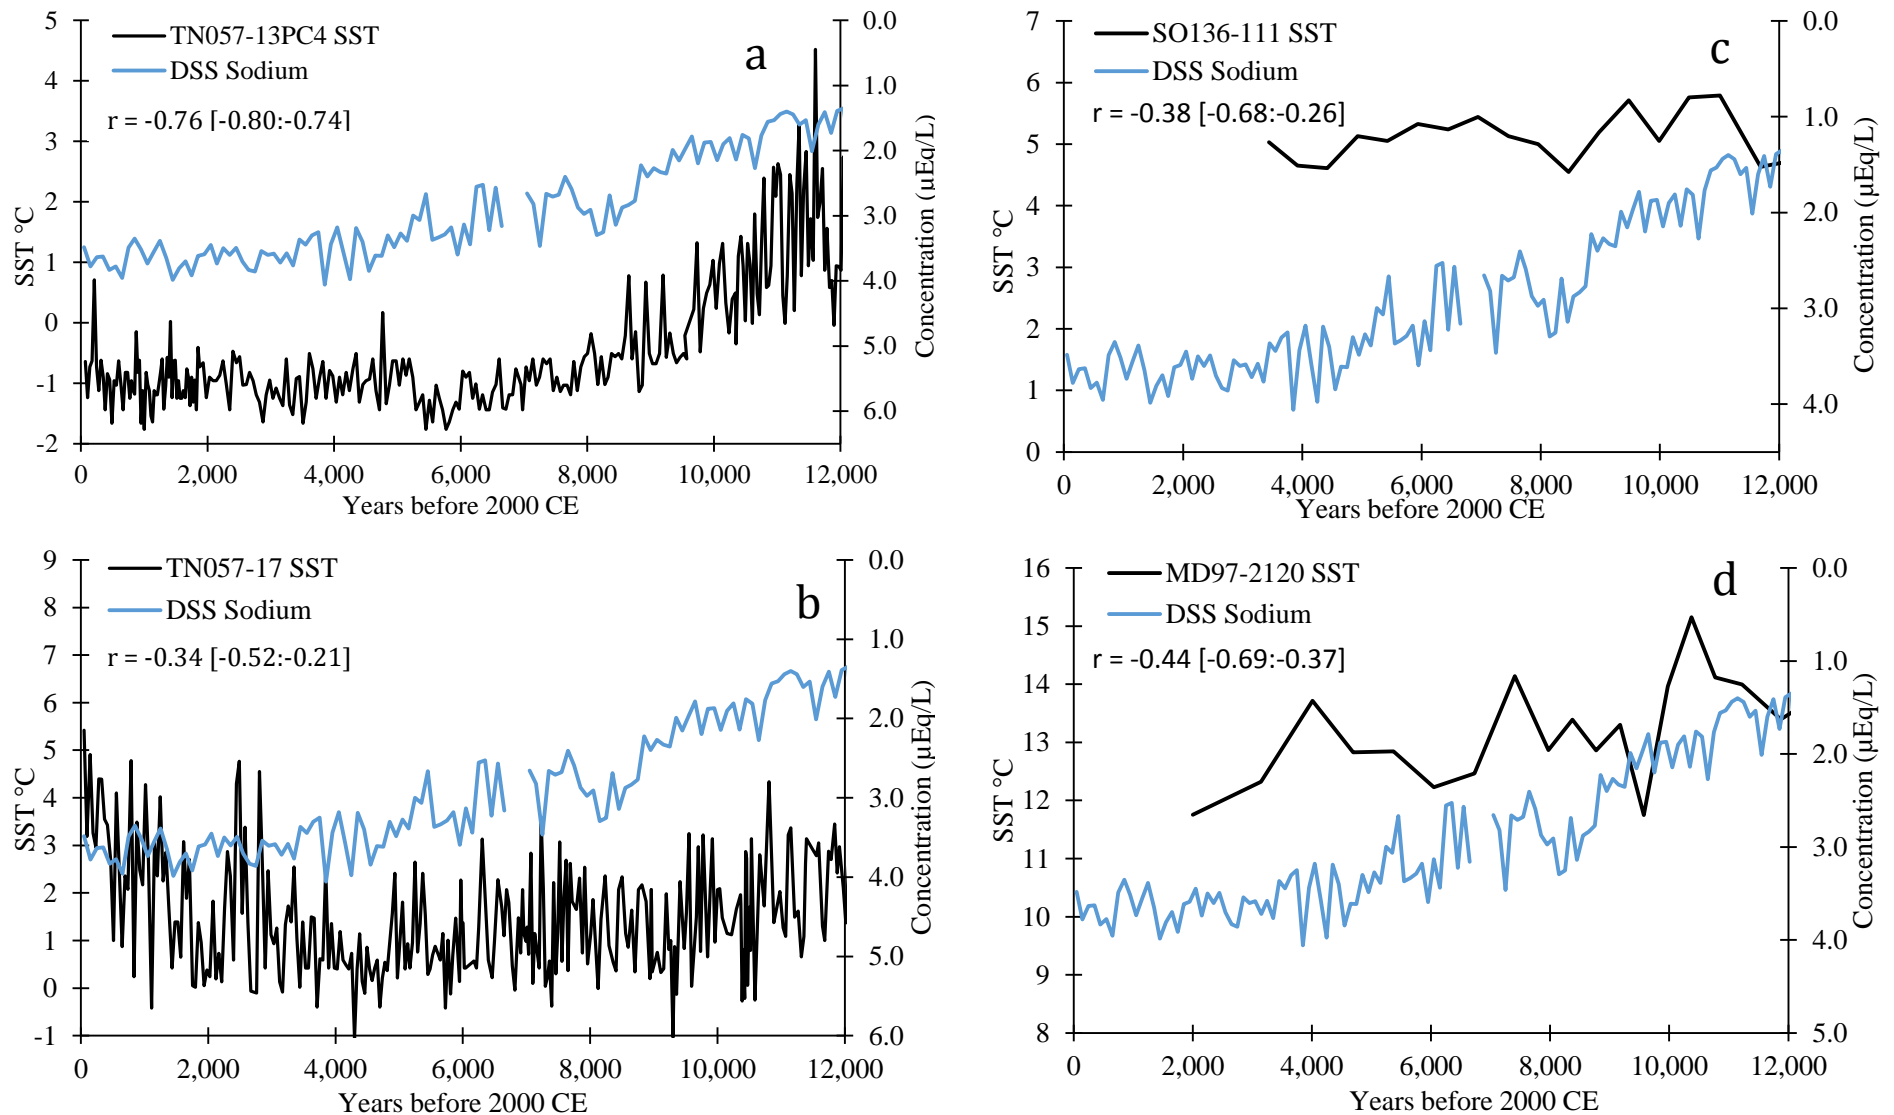 5
4
3
2
1
0
-1
-2
SST °C
TN057-13PC4 SST
DSS Sodium
r = -0.76 [-0.80:-0.74]
a
0.0
1.0
2.0
3.0
4.0
5.0
6.0
Concentration (µEq/L)
0 2,000 4,000 6,000 8,000 10,000 12,000
Years before 2000 CE
7
6
5
4
3
2
1
0
SST °C
SO136-111 SST
DSS Sodium
r = -0.38 [-0.68:-0.26]
c
0.0
1.0
2.0
3.0
4.0
Concentration (µEq/L)
0 2,000 4,000 6,000 8,000 10,000 12,000
Years before 2000 CE
9
8
7
6
5
4
3
2
1
0
-1
SST °C
TN057-17 SST
DSS Sodium
r = -0.34 [-0.52:-0.21]
b
0.0
1.0
2.0
3.0
4.0
5.0
6.0
Concentration (µEq/L)
0 2,000 4,000 6,000 8,000 10,000 12,000
Years before 2000 CE
16
15
14
13
12
11
10
9
8
SST °C
MD97-2120 SST
DSS Sodium
r = -0.44 [-0.69:-0.37]
d
0.0
1.0
2.0
3.0
4.0
5.0
Concentration (µEq/L)
0 2,000 4,000 6,000 8,000 10,000 12,000
Years before 2000 CE